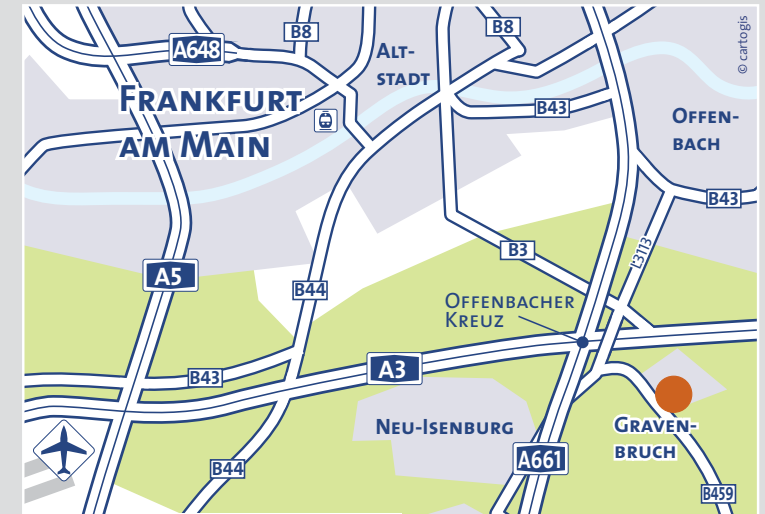 B8
B8
A648
ALT-
STADT
© cartogis
FRANKFURT
AM MAIN
B43
OFFEN-
BACH
B43
B3
L3113
A5
B44
OFFENBACHER
KREUZ
A3
B43
NEU-ISENBURG
GRAVEN-
BRUCH
A661
B44
B459